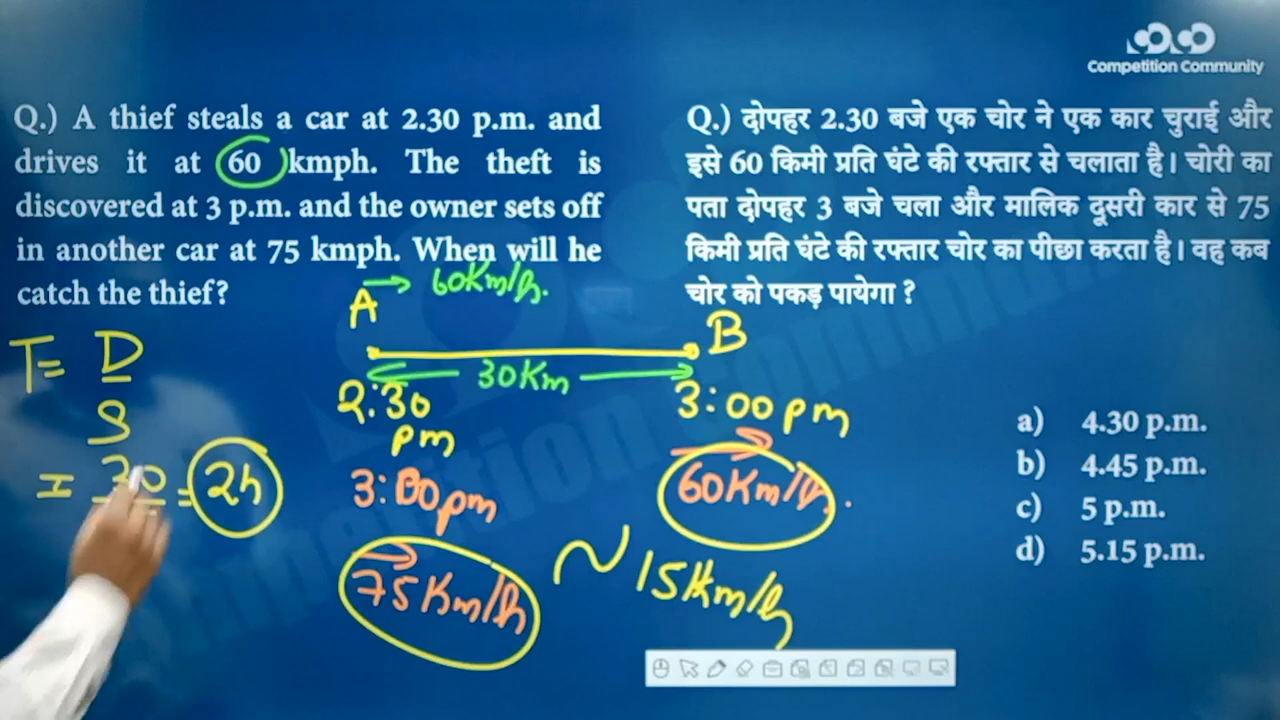 Competition Community
Q.) A thief steals a car at 2.30 p.m. and
drives it at 60 kmph. The theft is
discovered at 3 p.m. and the owner sets off
in another car at 75 kmph. When will he
catch the thief?
Q.) दोपहर 2.30 बजे एक चोर ने एक कार चुराई और
इसे 60 किमी प्रति घंटे की रफ्तार से चलाता है। चोरी का
पता दोपहर 3 बजे चला और मालिक दूसरी कार से 75
किमी प्रति घंटे की रफ्तार चोर का पीछा करता है। वह कब
चोर को पकड़ पायेगा ?
60Km/h.
A
B
30Km
2:30
pm
3:00pm
3:00pm
60Km/h.
75Km/h
~15Km/h
T= D
S
= 30 = 2h
a) 4.30 p.m.
b) 4.45 p.m.
c) 5 p.m.
d) 5.15 p.m.